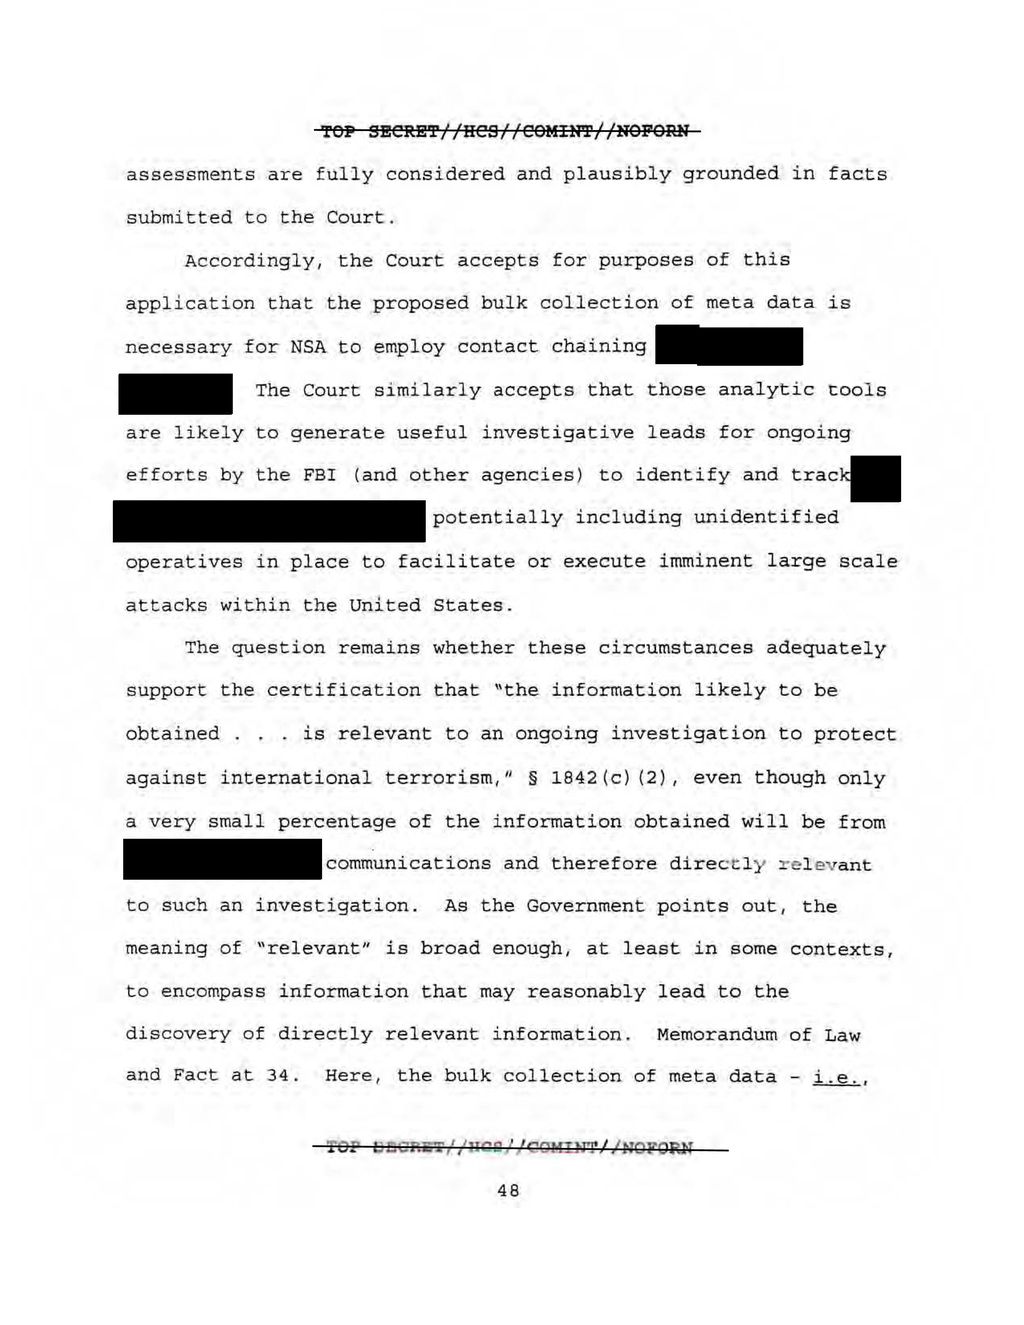 TOP SECRET//HCS//COMINT//NOFORN
assessments are fully considered and plausibly grounded in facts
submitted to the Court.
Accordingly, the Court accepts for purposes of this
application that the proposed bulk collection of meta data is
necessary for NSA to employ contact chaining
The Court similarly accepts that those analytic tools
are likely to generate useful investigative leads for ongoing
efforts by the FBI (and other agencies) to identify and track
potentially including unidentified
operatives in place to facilitate or execute imminent large scale
attacks within the United States.
The question remains whether these circumstances adequately
support the certification that "the information likely to be
obtained . . . is relevant to an ongoing investigation to protect
against international terrorism," § 1842(c)(2), even though only
a very small percentage of the information obtained will be from
communications and therefore directly relevant
to such an investigation. As the Government points out, the
meaning of "relevant" is broad enough, at least in some contexts,
to encompass information that may reasonably lead to the
discovery of directly relevant information. Memorandum of Law
and Fact at 34. Here, the bulk collection of meta data - i.e.,
TOP SECRET//HCS//COMINT//NOFORN
48